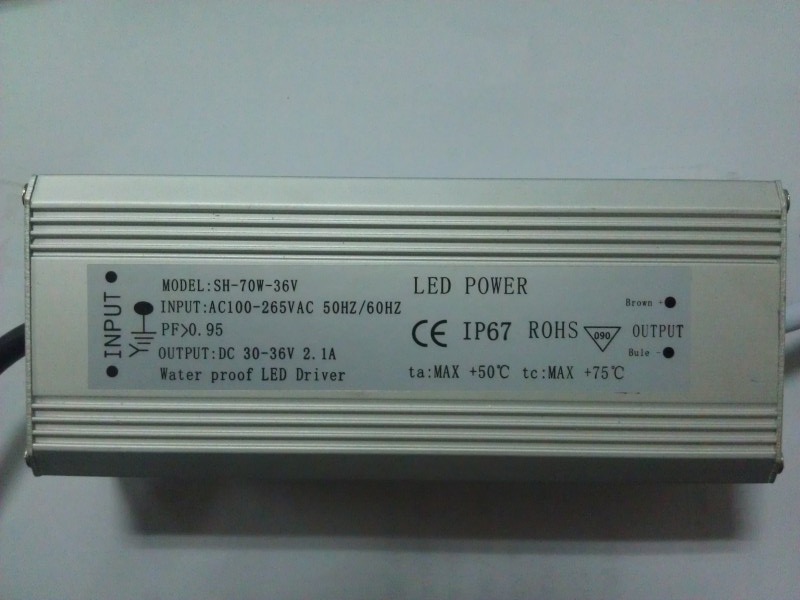 INPUT
Y
MODEL:SH-70W-36V
INPUT:AC100-265VAC 50HZ/60HZ
PF>0.95
OUTPUT:DC 30-36V 2.1A
Water proof LED Driver
LED POWER
CE IP67 ROHS 090
ta:MAX +50℃ tc:MAX +75℃
Brown +
OUTPUT
Bule -